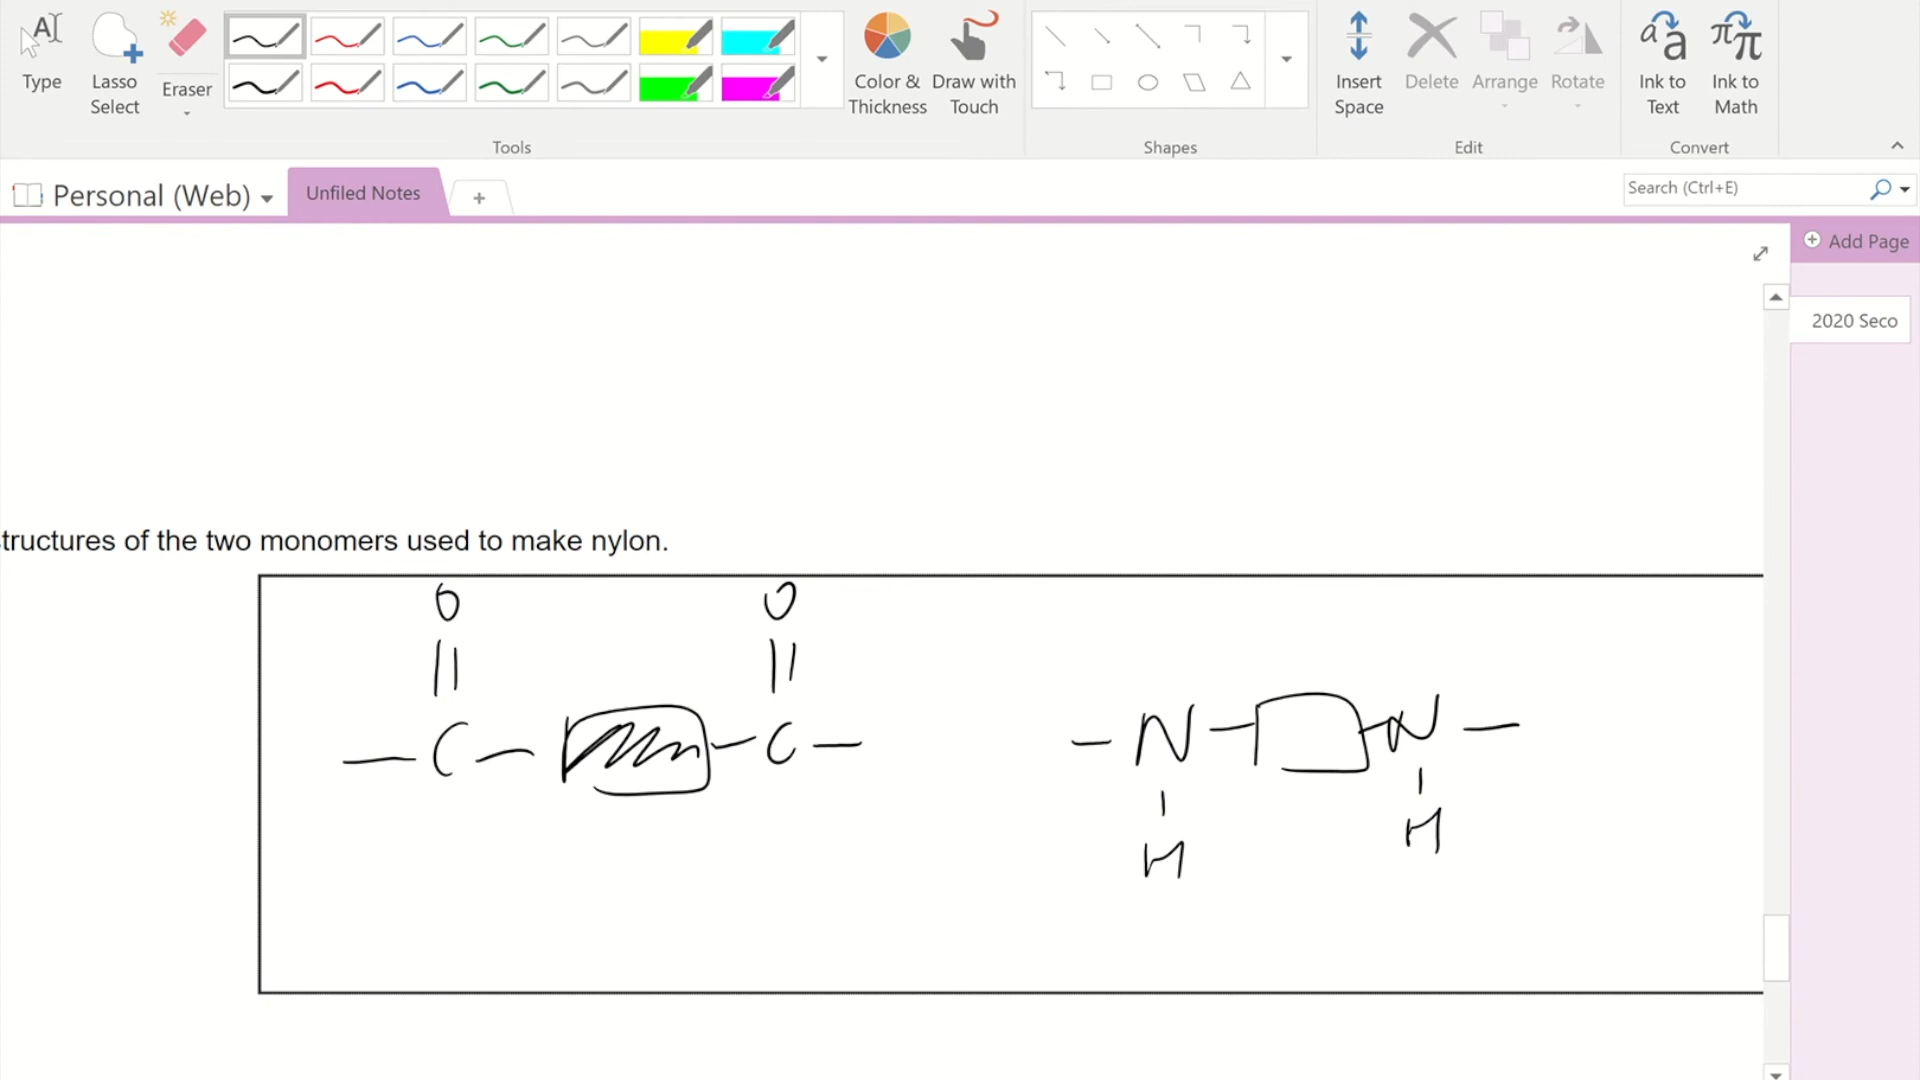 Type
Lasso Select
Eraser
Color & Thickness
Draw with Touch
Insert Space
Delete
Arrange
Rotate
Ink to Text
Ink to Math
Tools
Shapes
Edit
Convert
Personal (Web)
Unfiled Notes
+
Search (Ctrl+E)
Add Page
2020 Seco
tructures of the two monomers used to make nylon.
O O
|| ||
— C — — C — — N — — N —
H H